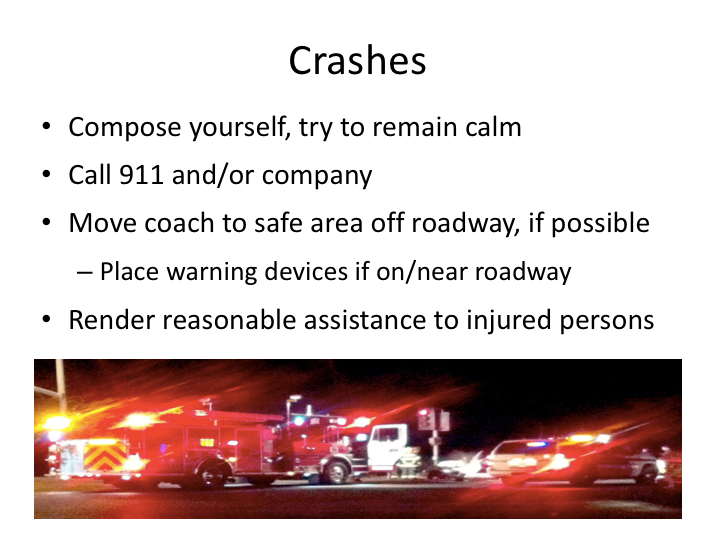 Crashes
• Compose yourself, try to remain calm
• Call 911 and/or company
• Move coach to safe area off roadway, if possible
– Place warning devices if on/near roadway
• Render reasonable assistance to injured persons